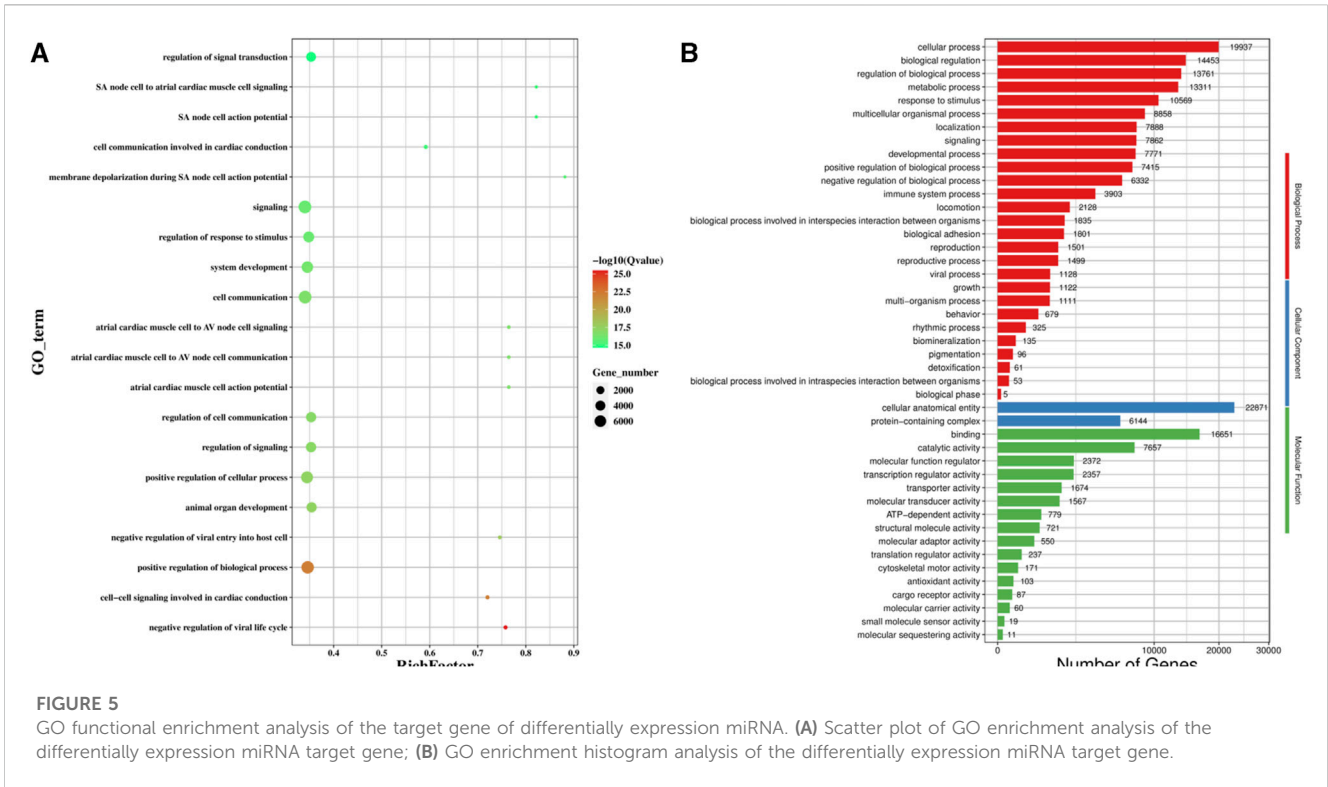 A
GO_term
regulation of signal transduction
SA node cell to atrial cardiac muscle cell signaling
SA node cell action potential
cell communication involved in cardiac conduction
membrane depolarization during SA node cell action potential
signaling
regulation of response to stimulus
system development
cell communication
atrial cardiac muscle cell to AV node cell signaling
atrial cardiac muscle cell to AV node cell communication
atrial cardiac muscle cell action potential
regulation of cell communication
regulation of signaling
positive regulation of cellular process
animal organ development
negative regulation of viral entry into host cell
positive regulation of biological process
cell-cell signaling involved in cardiac conduction
negative regulation of viral life cycle
0.4 0.5 0.6 0.7 0.8 0.9
RichFactor
−log10(Qvalue)
25.0
22.5
20.0
17.5
15.0
Gene_number
2000
4000
6000
B
cellular process 19937
biological regulation 14453
regulation of biological process 13761
metabolic process 13311
response to stimulus 10569
multicellular organismal process 8858
localization 7888
signaling 7862
developmental process 7771
positive regulation of biological process 7415
negative regulation of biological process 6332
immune system process 3903
locomotion 2128
biological process involved in interspecies interaction between organisms 1835
biological adhesion 1801
reproduction 1501
reproductive process 1499
viral process 1128
growth 1122
multi-organism process 1111
behavior 679
rhythmic process 325
biomineralization 135
pigmentation 96
detoxification 61
biological process involved in intraspecies interaction between organisms 53
biological phase 5
cellular anatomical entity 22871
protein-containing complex 6144
binding 16651
catalytic activity 7657
molecular function regulator 2372
transcription regulator activity 2357
transporter activity 1674
molecular transducer activity 1567
ATP-dependent activity 779
structural molecule activity 721
molecular adaptor activity 550
translation regulator activity 237
cytoskeletal motor activity 171
antioxidant activity 103
cargo receptor activity 87
molecular carrier activity 60
small molecule sensor activity 19
molecular sequestering activity 11
0 10000 20000 30000
Number of Genes
Biological Process
Cellular Component
Molecular Function
FIGURE 5
GO functional enrichment analysis of the target gene of differentially expression miRNA. (A) Scatter plot of GO enrichment analysis of the
differentially expression miRNA target gene; (B) GO enrichment histogram analysis of the differentially expression miRNA target gene.